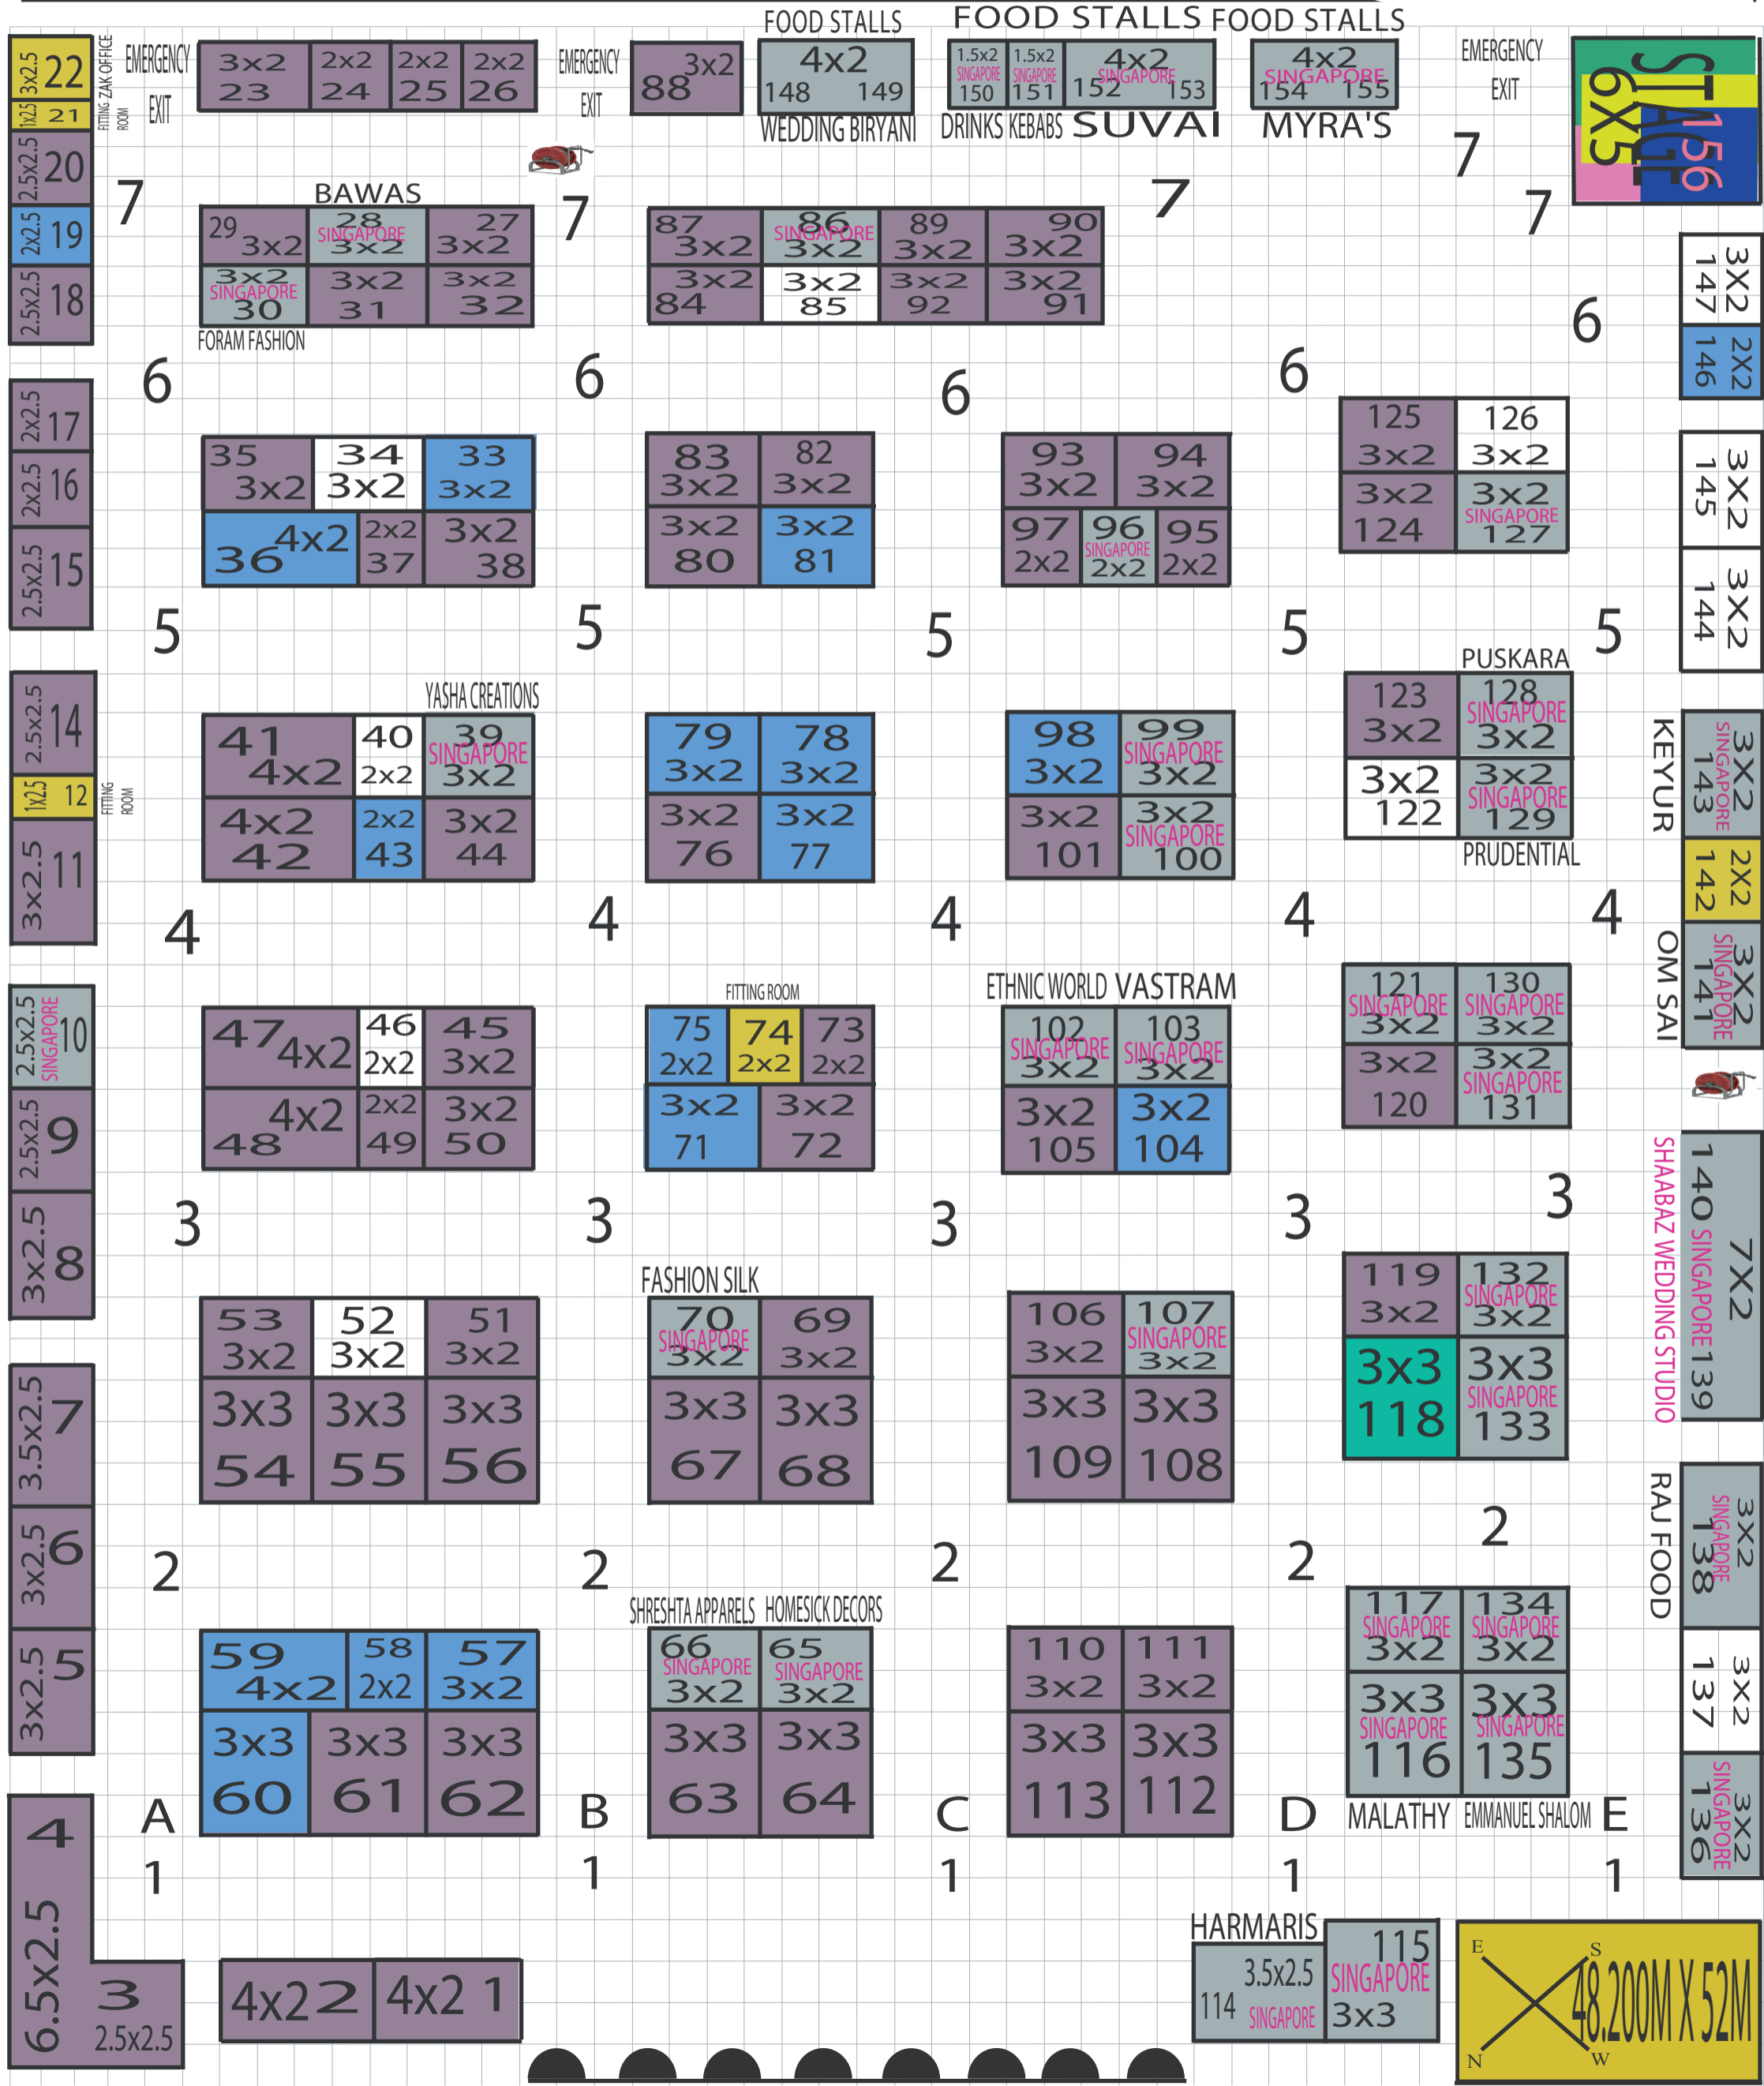 FOOD STALLS
FOOD STALLS
FOOD STALLS
3x2.5 22
ZAK OFFICE
EMERGENCY
EXIT
3x2
23
2x2
24
2x2
25
2x2
26
EMERGENCY
EXIT
88 3x2
4x2
148 149
1.5x2
SINGAPORE
150
1.5x2
SINGAPORE
151
4x2
SINGAPORE
152 153
4x2
SINGAPORE
154 155
EMERGENCY
EXIT
STAGE
6X5
156
1x2.5 21
FITTING
ROOM
WEDDING BIRYANI
DRINKS
KEBABS
SUVAI
MYRA'S
2.5x2.5 20
2x2.5 19
2.5x2.5 18
7
7
7
7
7
BAWAS
29
3x2
28
SINGAPORE
3x2
27
3x2
3x2
SINGAPORE
30
3x2
31
3x2
32
FORAM FASHION
87
3x2
86
SINGAPORE
3x2
89
3x2
90
3x2
3x2
84
3x2
85
3x2
92
3x2
91
3X2
147
2X2
146
6
6
6
6
6
2x2.5 17
2x2.5 16
2.5x2.5 15
35
3x2
34
3x2
33
3x2
4x2
36
2x2
37
3x2
38
83
3x2
82
3x2
3x2
80
3x2
81
93
3x2
94
3x2
97
2x2
96
SINGAPORE
2x2
95
2x2
125
3x2
126
3x2
3x2
124
3x2
SINGAPORE
127
3X2
145
3X2
144
5
5
5
5
5
2.5x2.5 14
1x2.5 12
FITTING
ROOM
3x2.5 11
YASHA CREATIONS
41
4x2
40
2x2
39
SINGAPORE
3x2
4x2
42
2x2
43
3x2
44
79
3x2
78
3x2
3x2
76
3x2
77
98
3x2
99
SINGAPORE
3x2
3x2
101
3x2
SINGAPORE
100
PUSKARA
123
3x2
128
SINGAPORE
3x2
3x2
122
3x2
SINGAPORE
129
PRUDENTIAL
KEYUR
3X2
SINGAPORE
143
2X2
142
OM SAI
3X2
SINGAPORE
141
4
4
4
4
4
2.5x2.5
SINGAPORE
10
2.5x2.5 9
3x2.5 8
47
4x2
46
2x2
45
3x2
4x2
48
2x2
49
3x2
50
FITTING ROOM
75
2x2
74
2x2
73
2x2
3x2
71
3x2
72
ETHNIC WORLD
VASTRAM
102
SINGAPORE
3x2
103
SINGAPORE
3x2
3x2
105
3x2
104
121
SINGAPORE
3x2
130
SINGAPORE
3x2
3x2
120
3x2
SINGAPORE
131
SHAABAZ WEDDING STUDIO
140 SINGAPORE 139
7X2
3
3
3
3
3
3.5x2.5 7
3x2.5 6
3x2.5 5
53
3x2
52
3x2
51
3x2
3x3
54
3x3
55
3x3
56
FASHION SILK
70
SINGAPORE
3x2
69
3x2
3x3
67
3x3
68
106
3x2
107
SINGAPORE
3x2
3x3
109
3x3
108
119
3x2
132
SINGAPORE
3x2
3x3
118
3x3
SINGAPORE
133
RAJ FOOD
3X2
SINGAPORE
138
3X2
137
3X2
SINGAPORE
136
2
2
2
2
2
59
4x2
58
2x2
57
3x2
3x3
60
3x3
61
3x3
62
SHRESHTA APPARELS
HOMESICK DECORS
66
SINGAPORE
3x2
65
SINGAPORE
3x2
3x3
63
3x3
64
110
3x2
111
3x2
3x3
113
3x3
112
117
SINGAPORE
3x2
134
SINGAPORE
3x2
3x3
SINGAPORE
116
3x3
SINGAPORE
135
MALATHY
EMMANUEL SHALOM
A
B
C
D
E
1
1
1
1
1
4
6.5x2.5
3
2.5x2.5
4x2 2
4x2 1
HARMARIS
3.5x2.5
114 SINGAPORE
115
SINGAPORE
3x3
E S
48.200M X 52M
N W